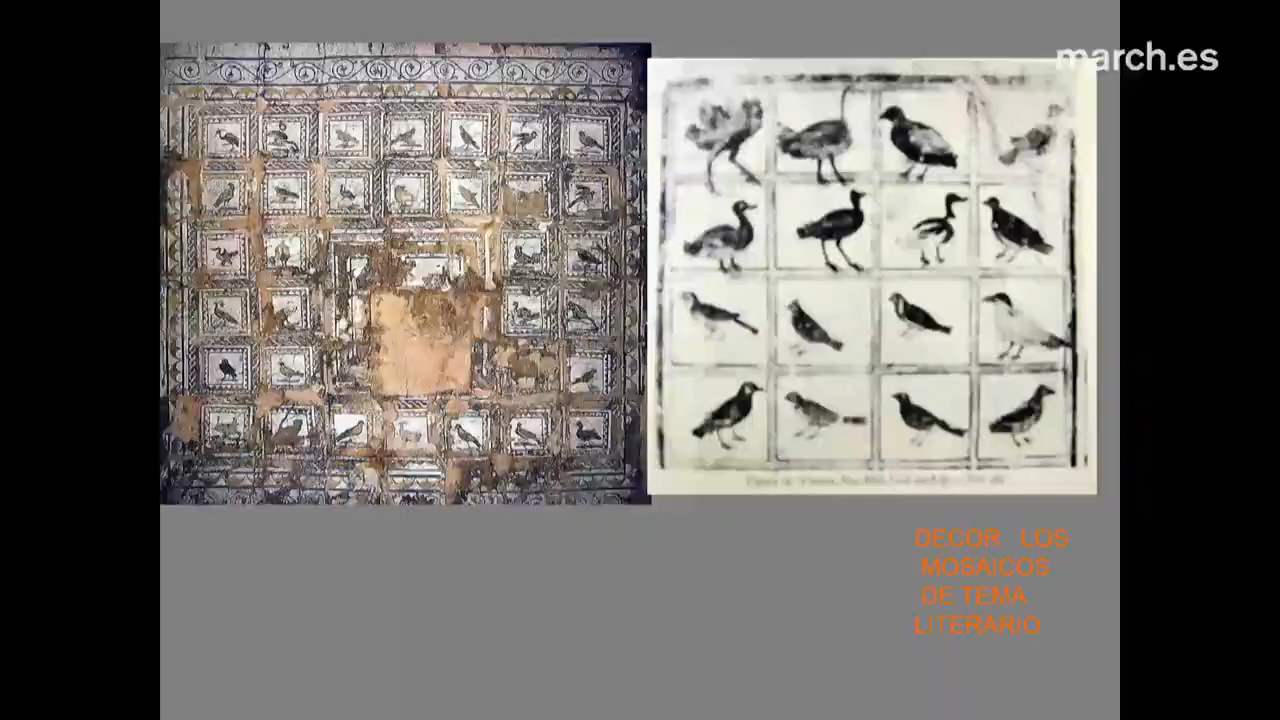 march.es
DECOR LOS
MOSAICOS
DE TEMA
LITERARIO